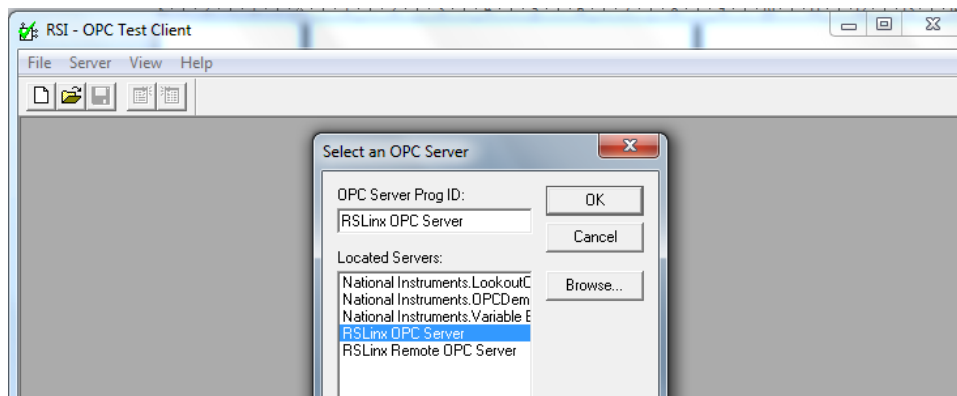 RSI - OPC Test Client
File Server View Help
Select an OPC Server
OPC Server Prog ID:
OK
RSLinx OPC Server
Cancel
Located Servers:
National Instruments.LookoutC
Browse...
National Instruments.OPCDem
National Instruments.Variable E
RSLinx OPC Server
RSLinx Remote OPC Server